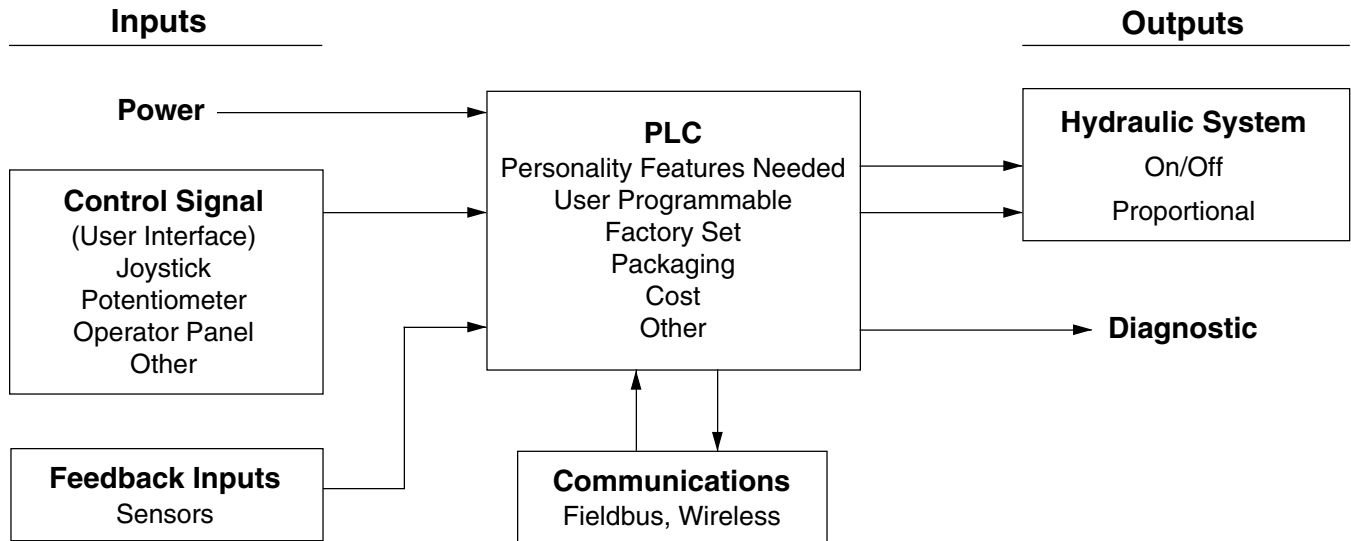 Inputs
Outputs
Power
Control Signal
(User Interface)
Joystick
Potentiometer
Operator Panel
Other
Feedback Inputs
Sensors
PLC
Personality Features Needed
User Programmable
Factory Set
Packaging
Cost
Other
Communications
Fieldbus, Wireless
Hydraulic System
On/Off
Proportional
Diagnostic